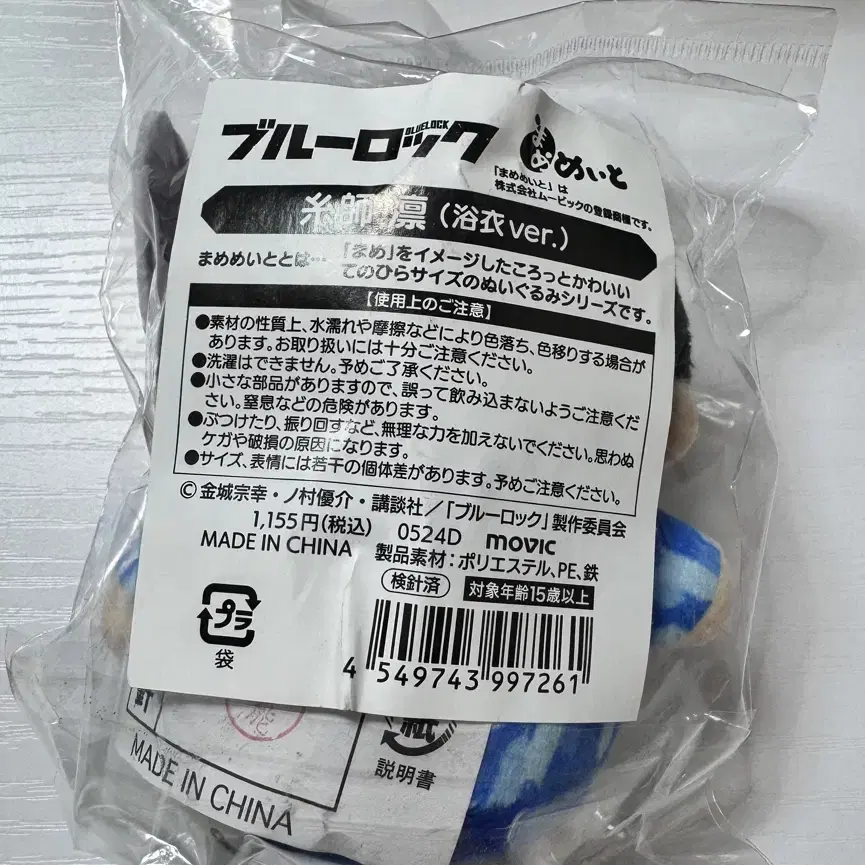 ブルーロック
BLUELOCK
まめめいと
「まめめいと」は
株式会社ムービックの登録商標です。
糸師 凛（浴衣ver.）
まめめいととは…「まめ」をイメージしたころっとかわいい
てのひらサイズのぬいぐるみシリーズです。
【使用上のご注意】
●素材の性質上、水濡れや摩擦などにより色落ち、色移りする場合が
あります。お取り扱いには十分ご注意ください。
●洗濯はできません。予めご了承ください。
●小さな部品がありますので、誤って飲み込まないようご注意くだ
さい。窒息などの危険があります。
●ぶつけたり、振り回すなど、無理な力を加えないでください。思わぬ
ケガや破損の原因になります。
●サイズ、表情には若干の個体差があります。予めご注意ください。
©金城宗幸・ノ村優介・講談社／「ブルーロック」製作委員会
1,155円(税込) 0524D movic
MADE IN CHINA 製品素材：ポリエステル、PE、鉄
検針済 対象年齢15歳以上
プラ
袋
4 549743 997261
紙
説明書
MADE IN CHINA